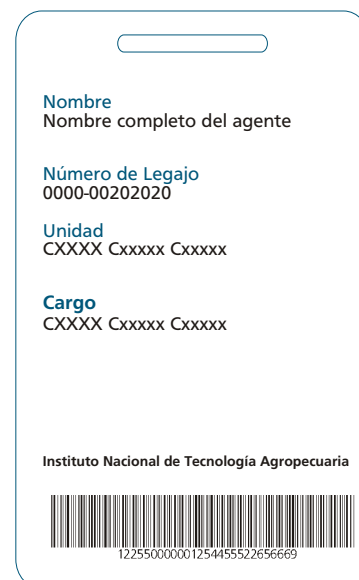 Nombre
Nombre completo del agente
Número de Legajo
0000-00202020
Unidad
CXXXX Cxxxxx Cxxxxx
Cargo
CXXXX Cxxxxx Cxxxxx
Instituto Nacional de Tecnología Agropecuaria
122550000001254455522656669